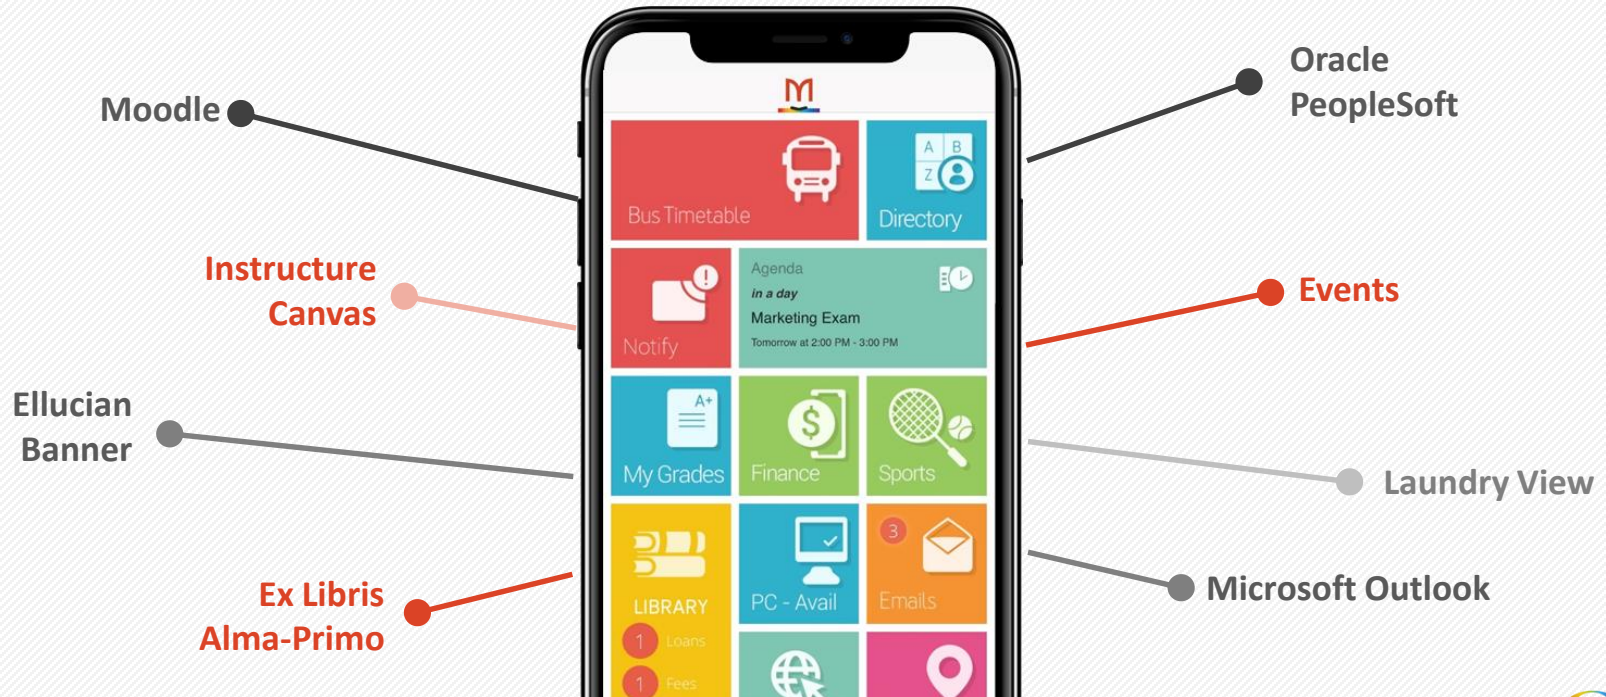 Oracle
PeopleSoft
Moodle
M
A B
Z
Bus Timetable
Directory
Instructure
Canvas
Agenda
in a day
Marketing Exam
Tomorrow at 2:00 PM - 3:00 PM
Notify
Events
Ellucian
Banner
A+
My Grades
$
Finance
Sports
Laundry View
3
LIBRARY
PC - Avail
Emails
Microsoft Outlook
Ex Libris
Alma-Primo
1 Loans
1 Fees